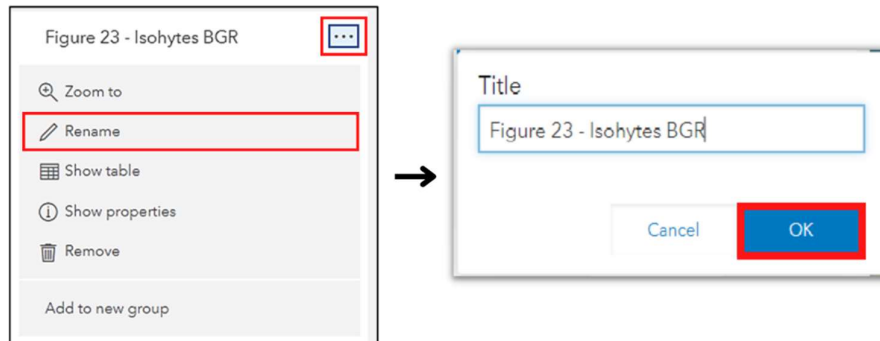 Figure 23 - Isohytes BGR
Zoom to
Rename
Show table
Show properties
Remove
Add to new group
Title
Figure 23 - Isohytes BGR
Cancel
OK